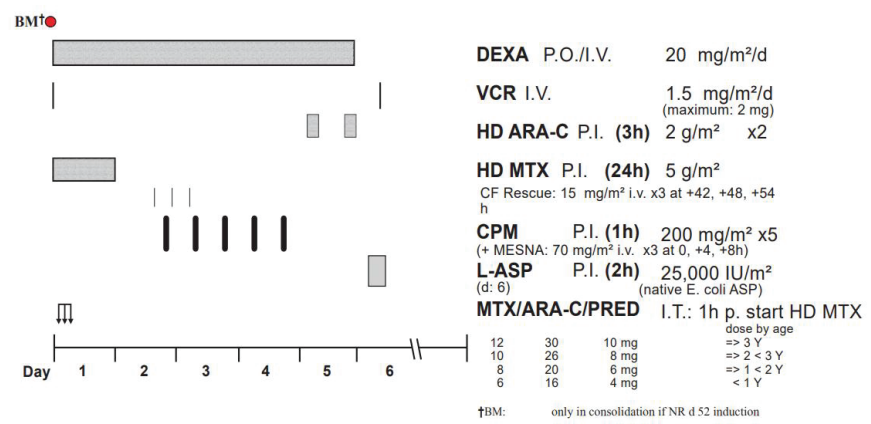 BM†
DEXA P.O./I.V. 20 mg/m²/d
VCR I.V. 1.5 mg/m²/d
(maximum: 2 mg)
HD ARA-C P.I. (3h) 2 g/m² x2
HD MTX P.I. (24h) 5 g/m²
CF Rescue: 15 mg/m² i.v. x3 at +42, +48, +54
h
CPM P.I. (1h) 200 mg/m² x5
(+ MESNA: 70 mg/m² i.v. x3 at 0, +4, +8h)
L-ASP P.I. (2h) 25,000 IU/m²
(d: 6) (native E. coli ASP)
MTX/ARA-C/PRED I.T.: 1h p. start HD MTX
dose by age
12 30 10 mg => 3 Y
10 26 8 mg => 2 < 3 Y
8 20 6 mg => 1 < 2 Y
6 16 4 mg < 1 Y
Day 1 2 3 4 5 6
†BM: only in consolidation if NR d 52 induction